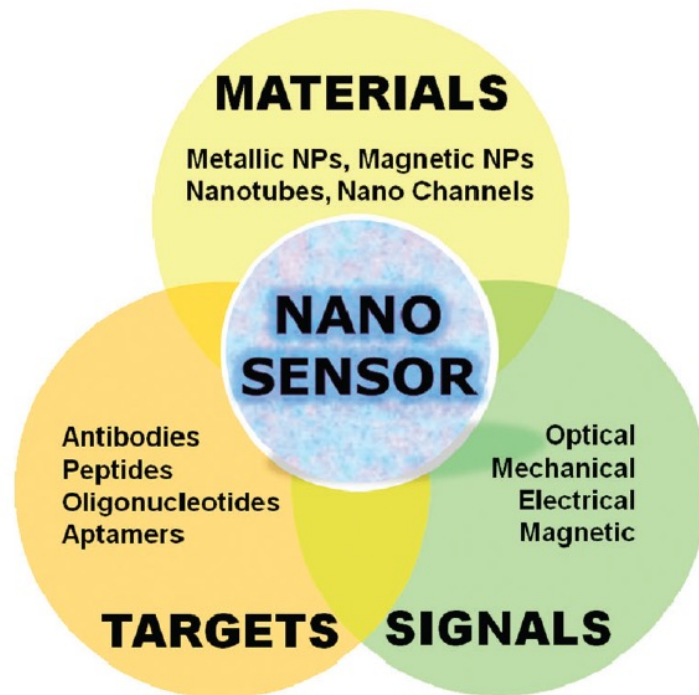 MATERIALS
Metallic NPs, Magnetic NPs
Nanotubes, Nano Channels
NANO
SENSOR
Antibodies
Peptides
Oligonucleotides
Aptamers
TARGETS
Optical
Mechanical
Electrical
Magnetic
SIGNALS